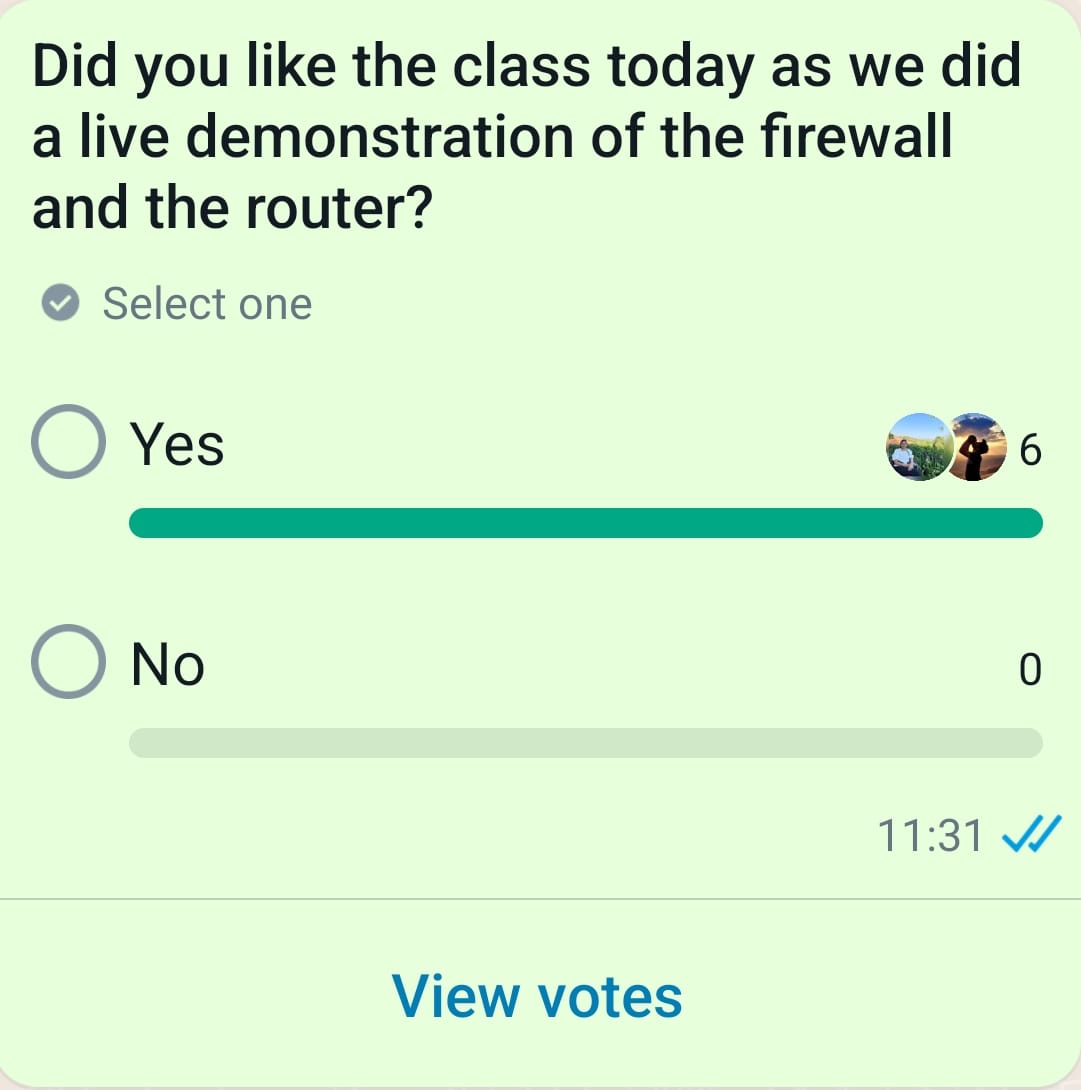 Did you like the class today as we did
a live demonstration of the firewall
and the router?
Select one
Yes 6
No 0
11:31
View votes